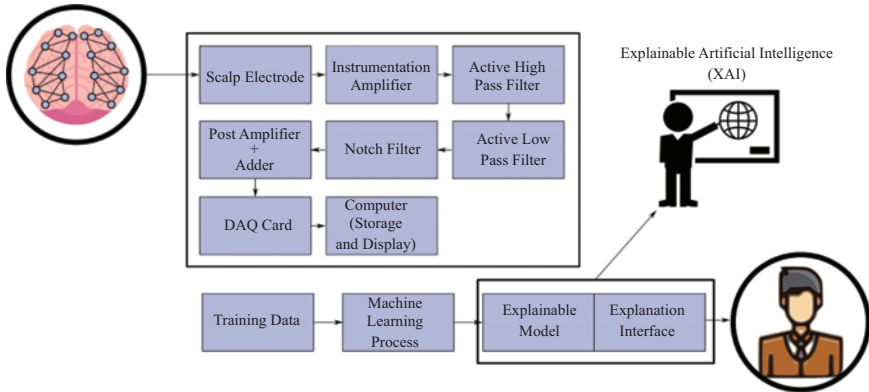 Explainable Artificial Intelligence
(XAI)
Scalp Electrode
Instrumentation
Amplifier
Active High
Pass Filter
Post Amplifier
+
Adder
Notch Filter
Active Low
Pass Filter
DAQ Card
Computer
(Storage
and Display)
Training Data
Machine
Learning
Process
Explainable
Model
Explanation
Interface